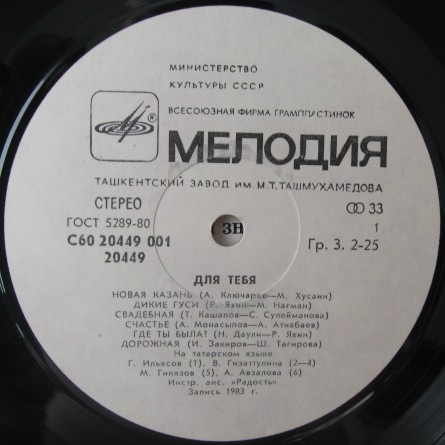 МИНИСТЕРСТВО
КУЛЬТУРЫ СССР
ВСЕСОЮЗНАЯ ФИРМА ГРАМПЛАСТИНОК
®
МЕЛОДИЯ
ТАШКЕНТСКИЙ ЗАВОД ИМ. М.Т. ТАШМУХАМЕДОВА
СТЕРЕО
33
ГОСТ 5289-80
1
С60 20449 001
3Н
Гр. 3. 2-25
20449
ДЛЯ ТЕБЯ
НОВАЯ КАЗАНЬ (А. Ключарев—М. Хусаин)
ДИКИЕ ГУСИ (Р. Яхин—М. Нагман)
СВАДЕБНАЯ (Т. Кашапов—С. Сулейманова)
СЧАСТЬЕ (А. Монасыпов—А. Атнабаев)
ГДЕ ТЫ БЫЛА? (Н. Даули—Р. Яхин)
ДОРОЖНАЯ (И. Закиров—Ш. Тагирова)
На татарском языке
Г. Ильясов (1), В. Гизаттулина (2—4)
М. Гилязов (5), А. Авзалова (6)
Инстр. анс. «Радость»
Запись 1983 г.